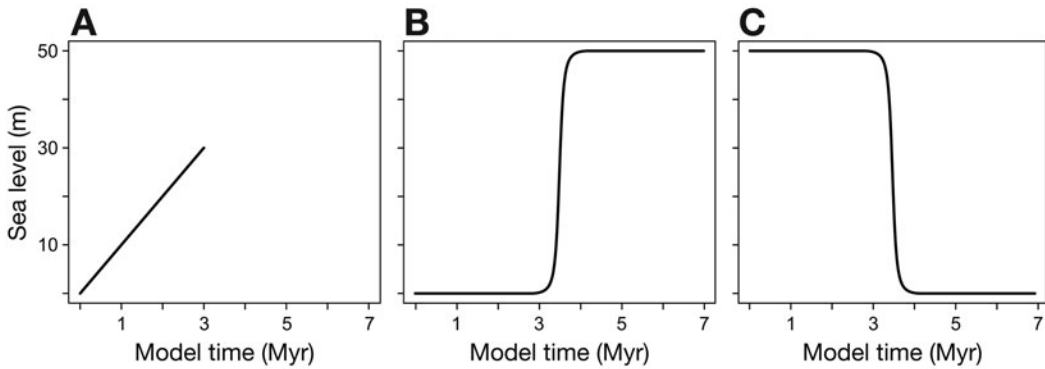 A B C
Sea level (m)
50
30
10
1 3 5 7 1 3 5 7 1 3 5 7
Model time (Myr) Model time (Myr) Model time (Myr)